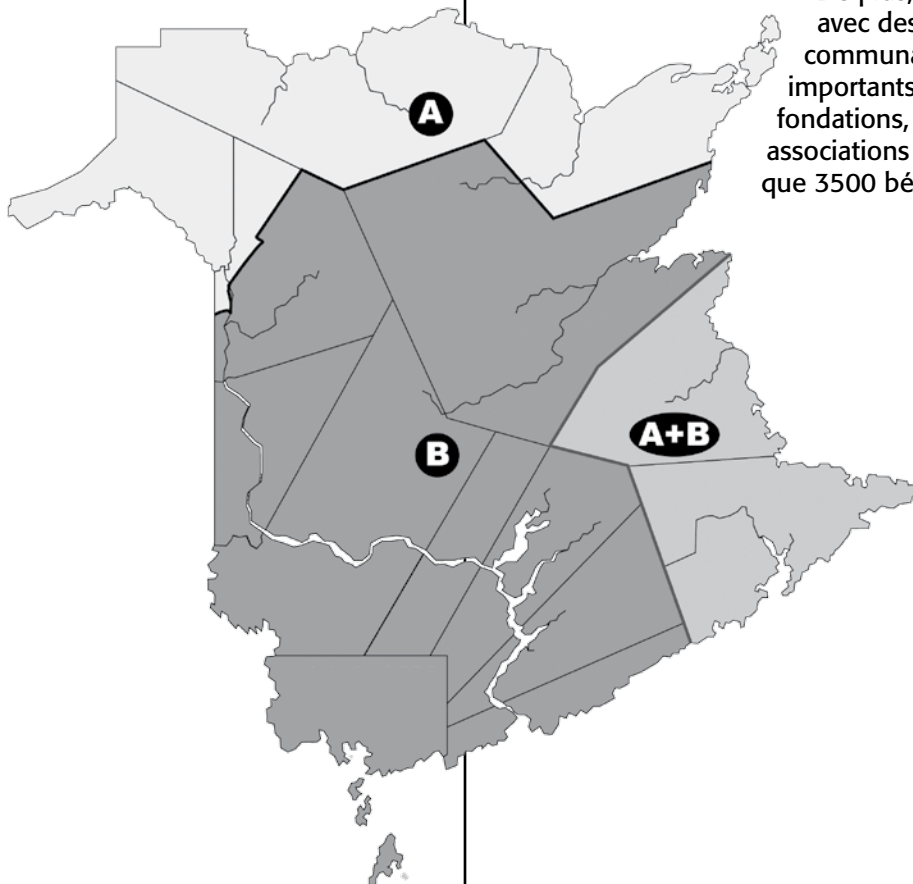 avec des
communa
importants
fondations,
associations
que 3500 bé
A
A+B
B